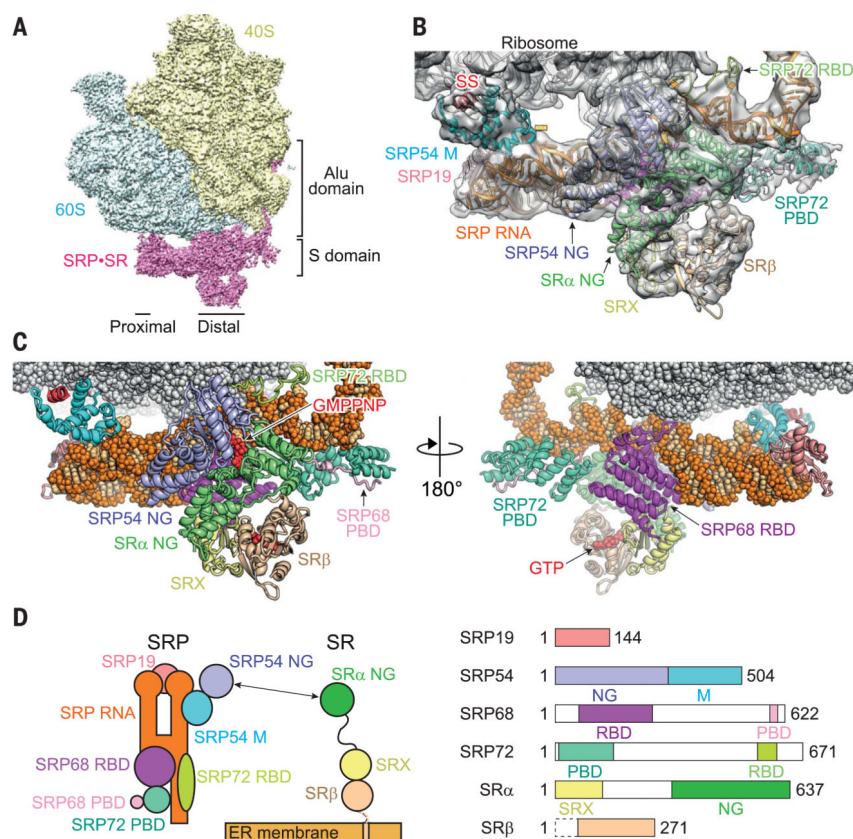 A
40S
60S
Alu
domain
SRP•SR
S domain
Proximal
Distal
B
Ribosome
SS
SRP72 RBD
SRP54 M
SRP19
SRP RNA
SRP54 NG
SRα NG
SRX
SRβ
SRP72
PBD
C
SRP72 RBD
GMPPNP
SRP54 NG
SRα NG
SRX
SRβ
SRP68
PBD
180°
SRP72
PBD
SRP68 RBD
GTP
D
SRP
SR
SRP19
SRP54 NG
SRα NG
SRP RNA
SRP54 M
SRP68 RBD
SRP72 RBD
SRX
SRP68 PBD
SRβ
SRP72 PBD
ER membrane
SRP19 1 144
SRP54 1 504
NG M
SRP68 1 622
RBD PBD
SRP72 1 671
PBD RBD
SRα 1 637
SRX NG
SRβ 1 271